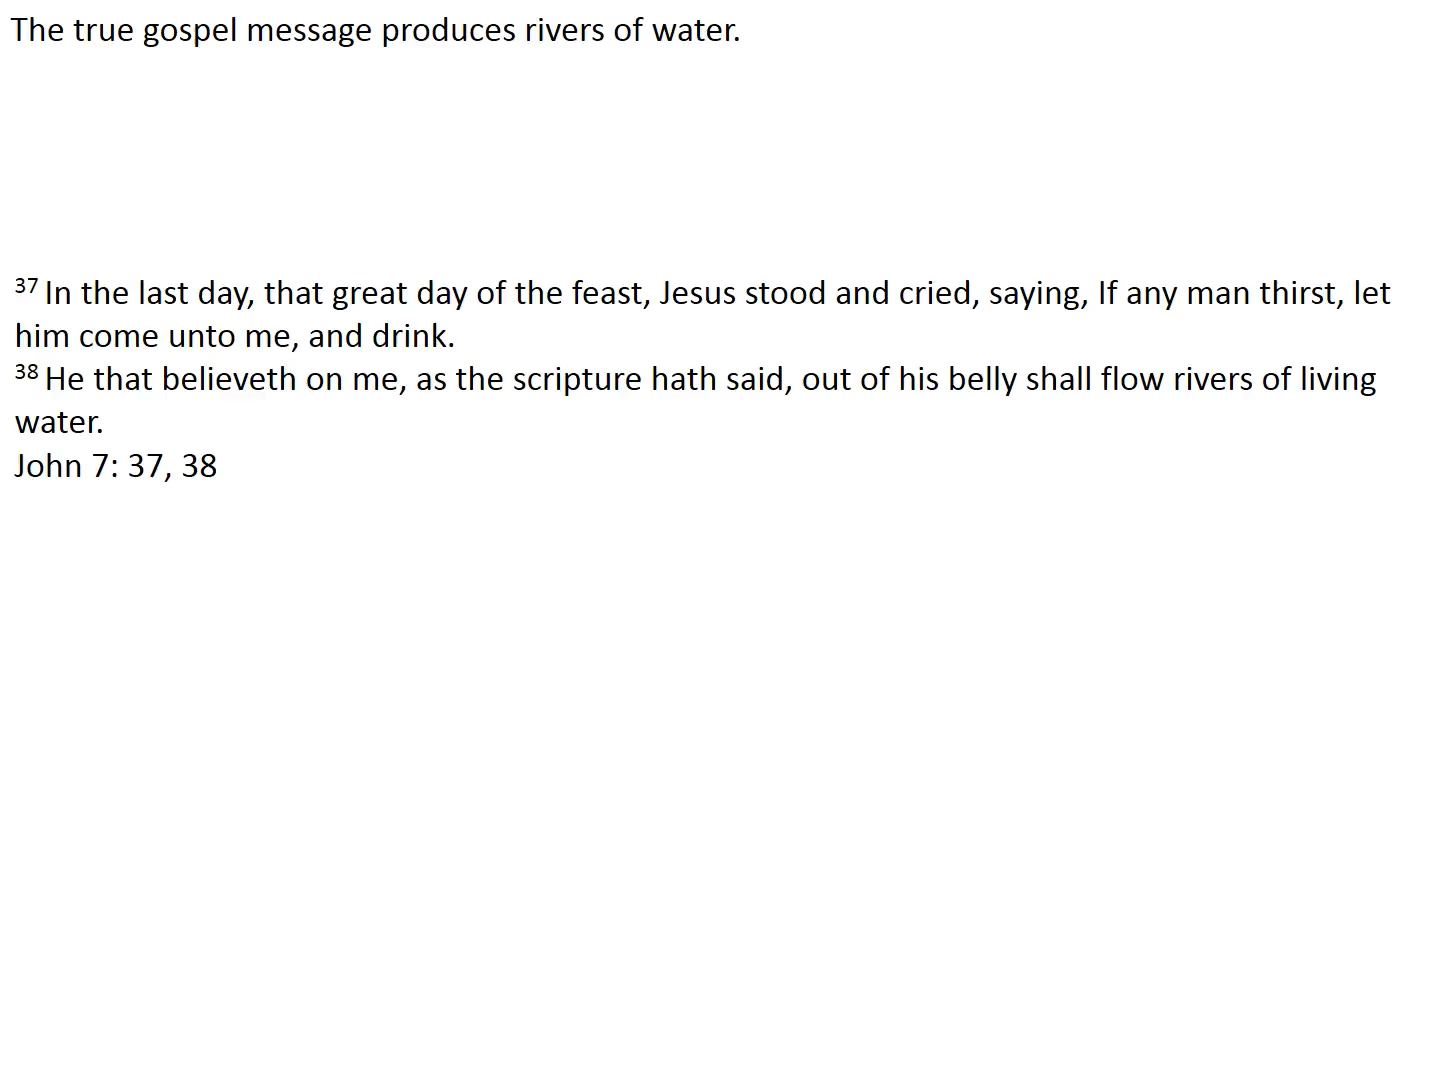 The true gospel message produces rivers of water.
37 In the last day, that great day of the feast, Jesus stood and cried, saying, If any man thirst, let
him come unto me, and drink.
38 He that believeth on me, as the scripture hath said, out of his belly shall flow rivers of living
water.
John 7: 37, 38